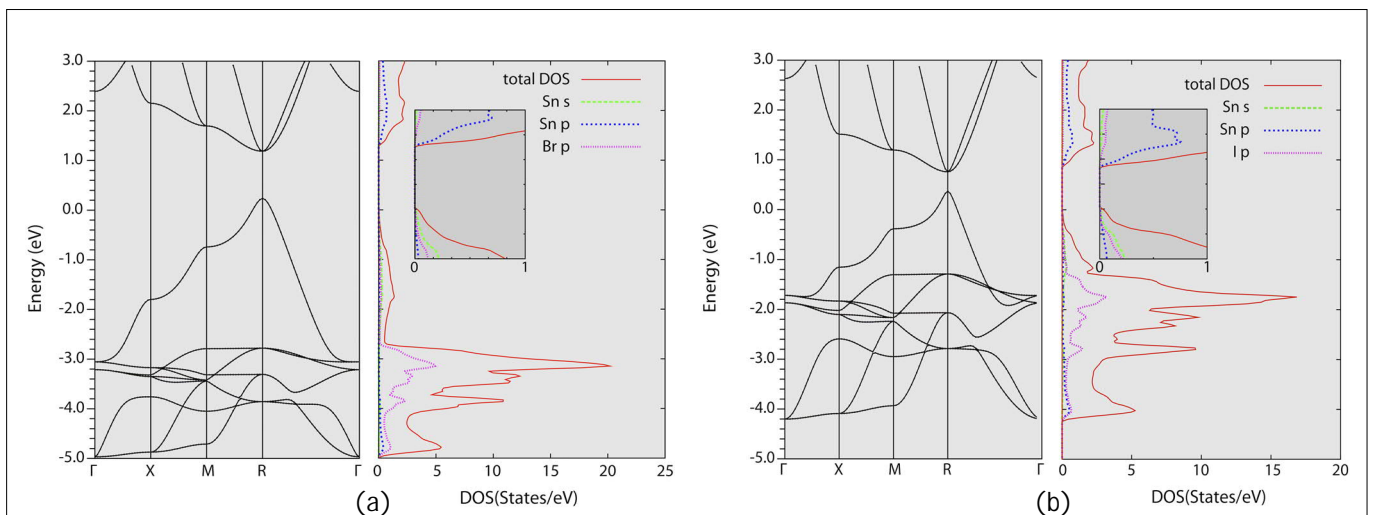 (a)
3.0
2.0
1.0
0.0
-1.0
-2.0
-3.0
-4.0
-5.0
Energy (eV)
Γ X M R Γ
total DOS
Sn s
Sn p
Br p
0 1
0 5 10 15 20 25
DOS(States/eV)
(b)
3.0
2.0
1.0
0.0
-1.0
-2.0
-3.0
-4.0
-5.0
Energy (eV)
Γ X M R Γ
total DOS
Sn s
Sn p
I p
0 1
0 5 10 15 20
DOS(States/eV)